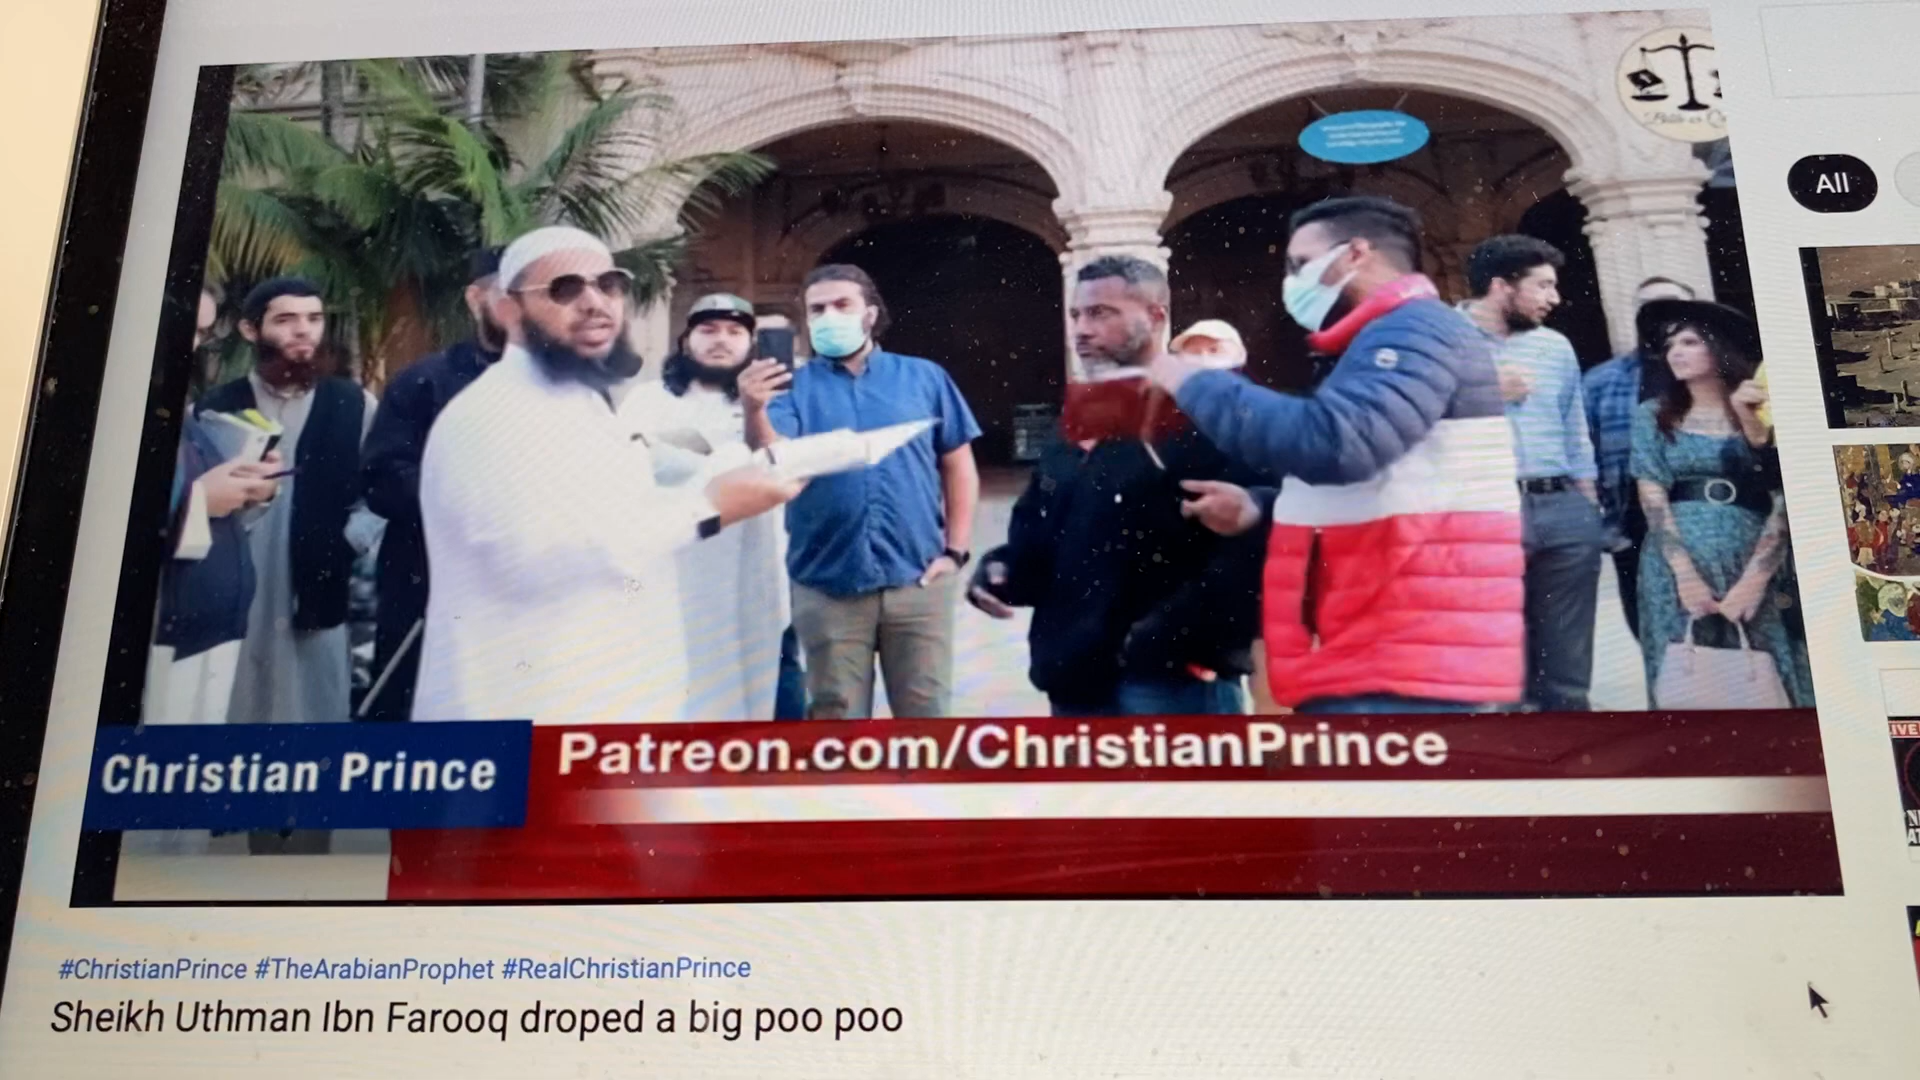 All
Christian Prince
Patreon.com/ChristianPrince
#ChristianPrince #TheArabianProphet #RealChristianPrince
Sheikh Uthman Ibn Farooq droped a big poo poo